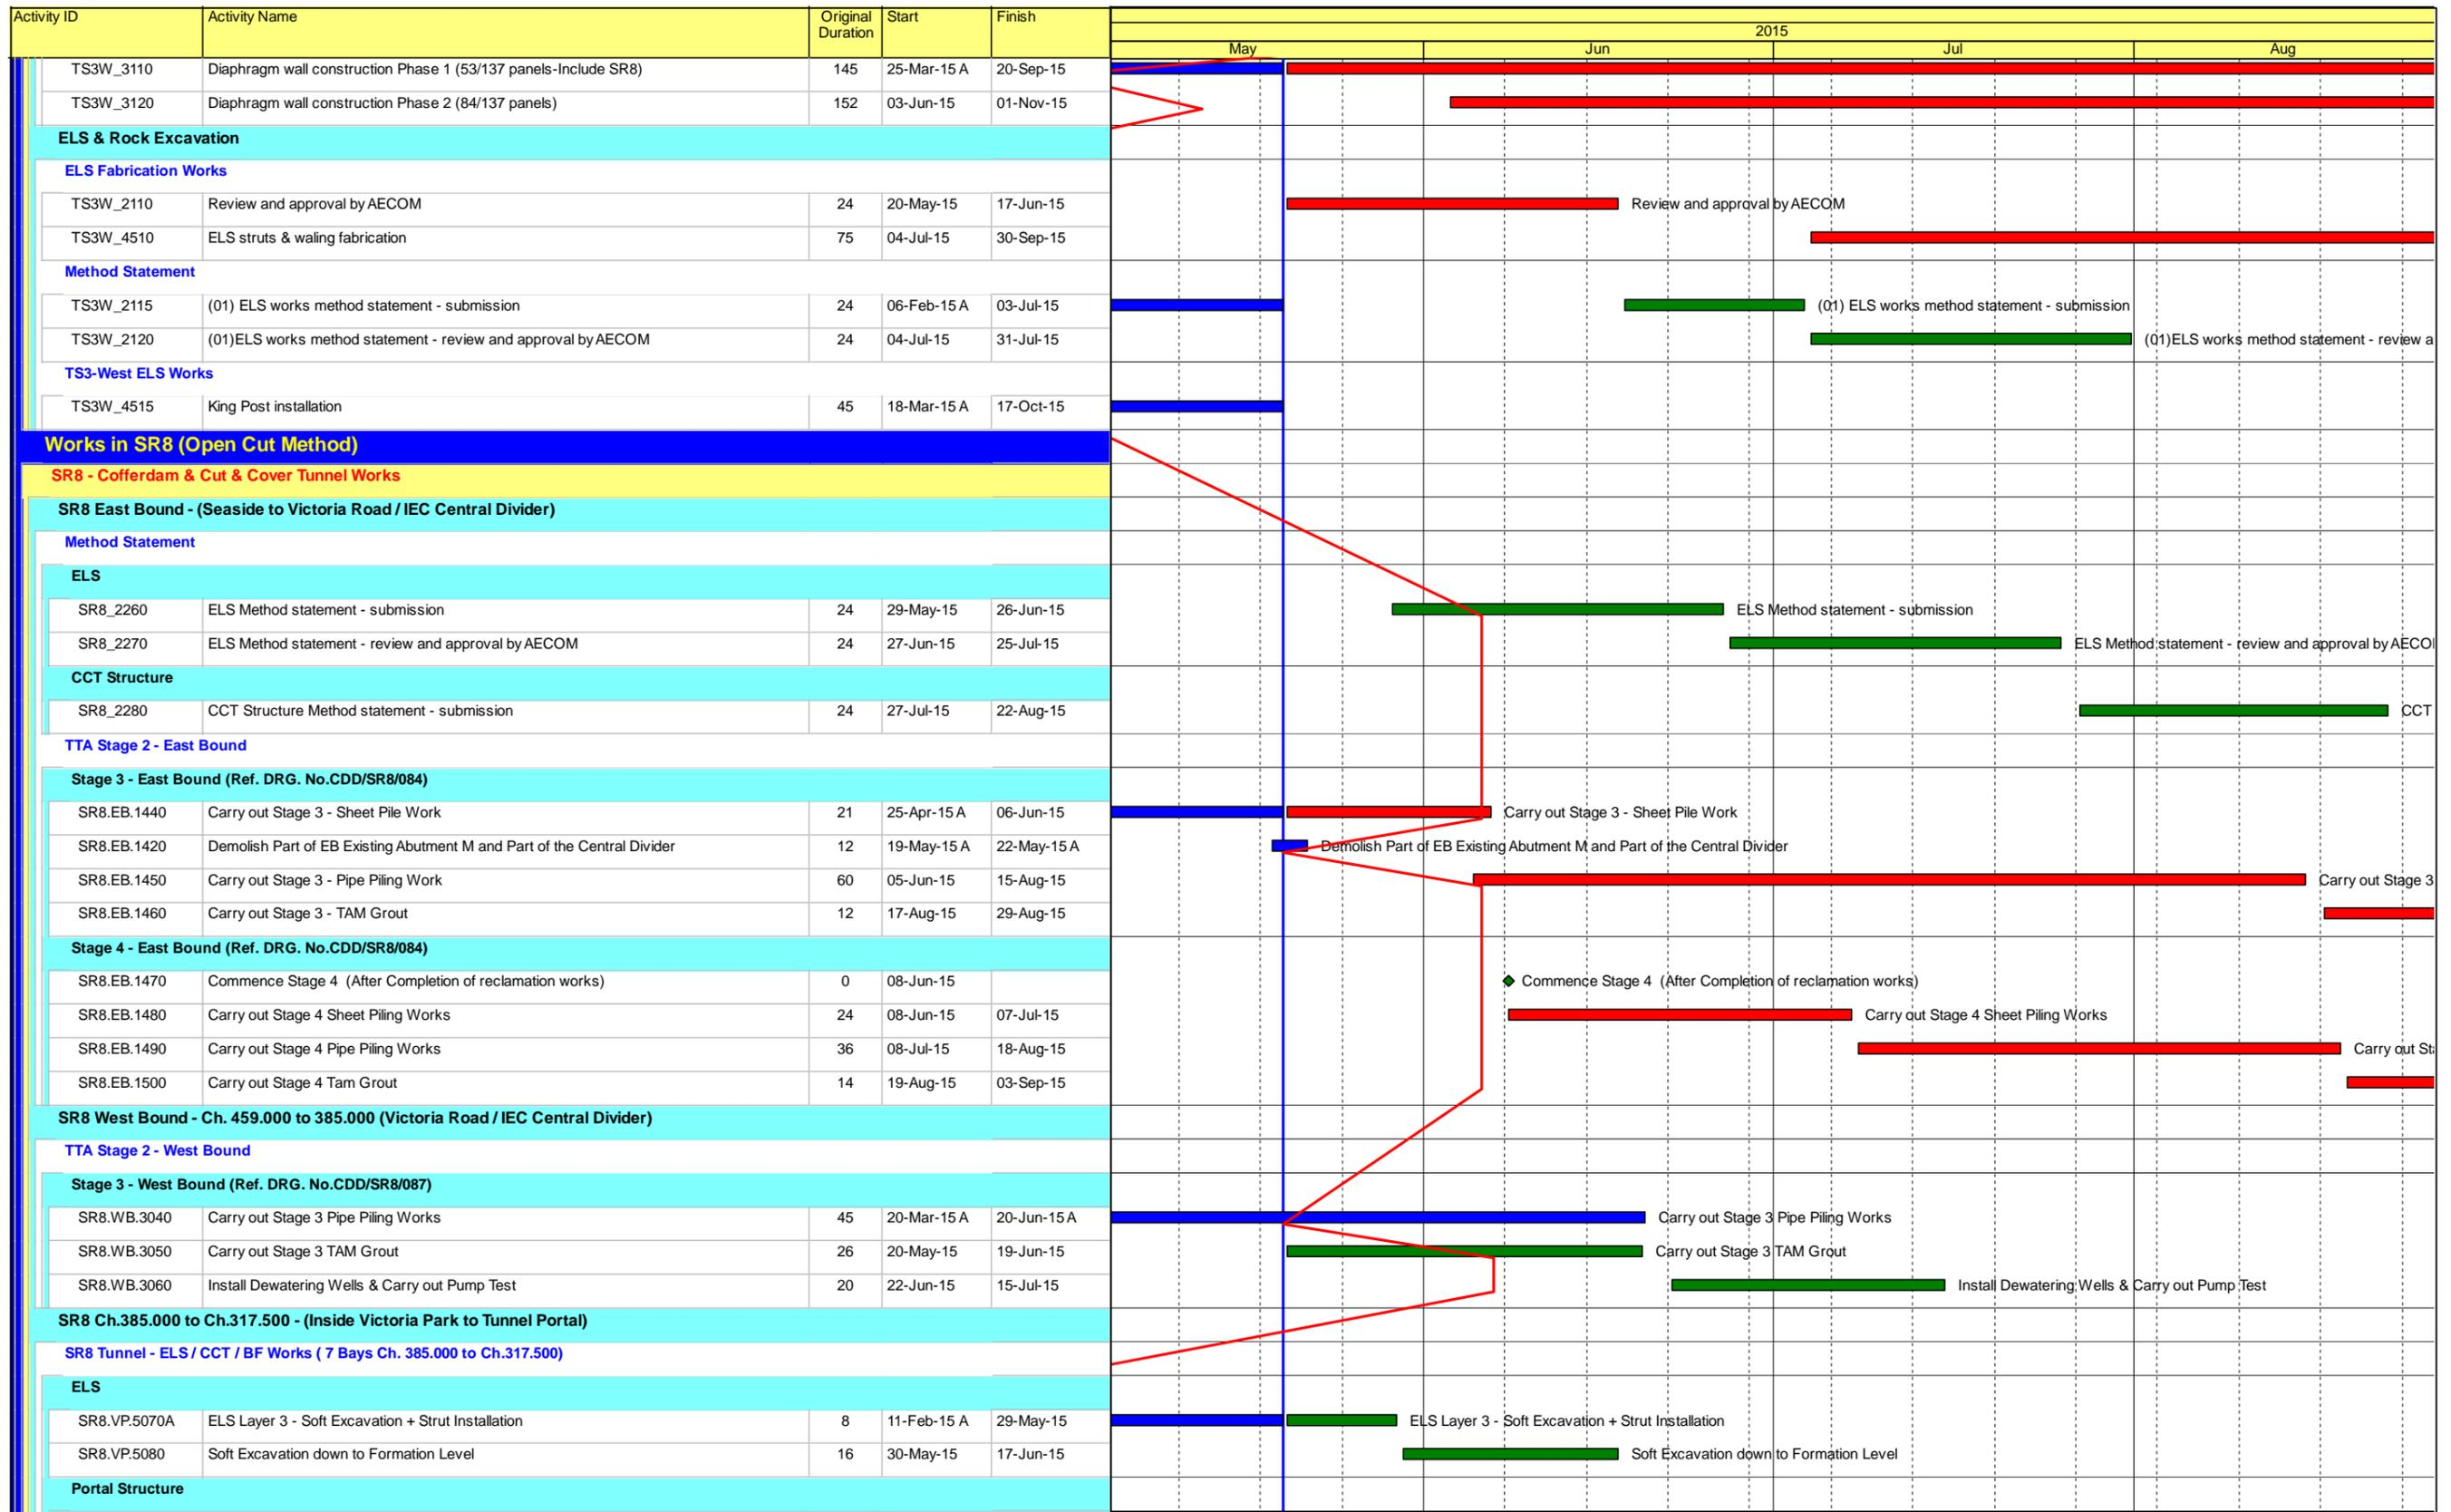 Activity ID Activity Name Original Duration Start Finish
2015
May Jun Jul Aug
TS3W_3110 Diaphragm wall construction Phase 1 (53/137 panels-Include SR8) 145 25-Mar-15 A 20-Sep-15
TS3W_3120 Diaphragm wall construction Phase 2 (84/137 panels) 152 03-Jun-15 01-Nov-15
ELS & Rock Excavation
ELS Fabrication Works
TS3W_2110 Review and approval by AECOM 24 20-May-15 17-Jun-15 Review and approval by AECOM
TS3W_4510 ELS struts & waling fabrication 75 04-Jul-15 30-Sep-15
Method Statement
TS3W_2115 (01) ELS works method statement - submission 24 06-Feb-15 A 03-Jul-15 (01) ELS works method statement - submission
TS3W_2120 (01)ELS works method statement - review and approval by AECOM 24 04-Jul-15 31-Jul-15 (01)ELS works method statement - review a
TS3-West ELS Works
TS3W_4515 King Post installation 45 18-Mar-15 A 17-Oct-15
Works in SR8 (Open Cut Method)
SR8 - Cofferdam & Cut & Cover Tunnel Works
SR8 East Bound - (Seaside to Victoria Road / IEC Central Divider)
Method Statement
ELS
SR8_2260 ELS Method statement - submission 24 29-May-15 26-Jun-15 ELS Method statement - submission
SR8_2270 ELS Method statement - review and approval by AECOM 24 27-Jun-15 25-Jul-15 ELS Method statement - review and approval by AECO
CCT Structure
SR8_2280 CCT Structure Method statement - submission 24 27-Jul-15 22-Aug-15 CCT
TTA Stage 2 - East Bound
Stage 3 - East Bound (Ref. DRG. No.CDD/SR8/084)
SR8.EB.1440 Carry out Stage 3 - Sheet Pile Work 21 25-Apr-15 A 06-Jun-15 Carry out Stage 3 - Sheet Pile Work
SR8.EB.1420 Demolish Part of EB Existing Abutment M and Part of the Central Divider 12 19-May-15 A 22-May-15 A Demolish Part of EB Existing Abutment M and Part of the Central Divider
SR8.EB.1450 Carry out Stage 3 - Pipe Piling Work 60 05-Jun-15 15-Aug-15 Carry out Stage 3
SR8.EB.1460 Carry out Stage 3 - TAM Grout 12 17-Aug-15 29-Aug-15
Stage 4 - East Bound (Ref. DRG. No.CDD/SR8/084)
SR8.EB.1470 Commence Stage 4 (After Completion of reclamation works) 0 08-Jun-15 Commence Stage 4 (After Completion of reclamation works)
SR8.EB.1480 Carry out Stage 4 Sheet Piling Works 24 08-Jun-15 07-Jul-15 Carry out Stage 4 Sheet Piling Works
SR8.EB.1490 Carry out Stage 4 Pipe Piling Works 36 08-Jul-15 18-Aug-15 Carry out St
SR8.EB.1500 Carry out Stage 4 Tam Grout 14 19-Aug-15 03-Sep-15
SR8 West Bound - Ch. 459.000 to 385.000 (Victoria Road / IEC Central Divider)
TTA Stage 2 - West Bound
Stage 3 - West Bound (Ref. DRG. No.CDD/SR8/087)
SR8.WB.3040 Carry out Stage 3 Pipe Piling Works 45 20-Mar-15 A 20-Jun-15 A Carry out Stage 3 Pipe Piling Works
SR8.WB.3050 Carry out Stage 3 TAM Grout 26 20-May-15 19-Jun-15 Carry out Stage 3 TAM Grout
SR8.WB.3060 Install Dewatering Wells & Carry out Pump Test 20 22-Jun-15 15-Jul-15 Install Dewatering Wells & Carry out Pump Test
SR8 Ch.385.000 to Ch.317.500 - (Inside Victoria Park to Tunnel Portal)
SR8 Tunnel - ELS / CCT / BF Works ( 7 Bays Ch. 385.000 to Ch.317.500)
ELS
SR8.VP.5070A ELS Layer 3 - Soft Excavation + Strut Installation 8 11-Feb-15 A 29-May-15 ELS Layer 3 - Soft Excavation + Strut Installation
SR8.VP.5080 Soft Excavation down to Formation Level 16 30-May-15 17-Jun-15 Soft Excavation down to Formation Level
Portal Structure